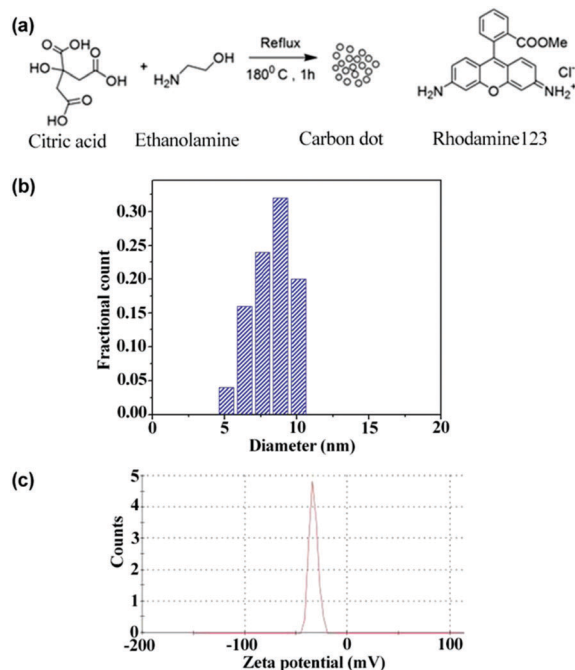 (a)
O
OH
HO
OH
O
O
OH
+
H₂N
OH
Reflux
180⁰ C , 1h
COOMe
H₂N
O
NH₂⁺
Cl⁻
Citric acid
Ethanolamine
Carbon dot
Rhodamine123
(b)
Fractional count
0.30
0.25
0.20
0.15
0.10
0.05
0.00
0
5
10
15
20
Diameter (nm)
(c)
Counts
5
4
3
2
1
0
-200
-100
0
100
Zeta potential (mV)